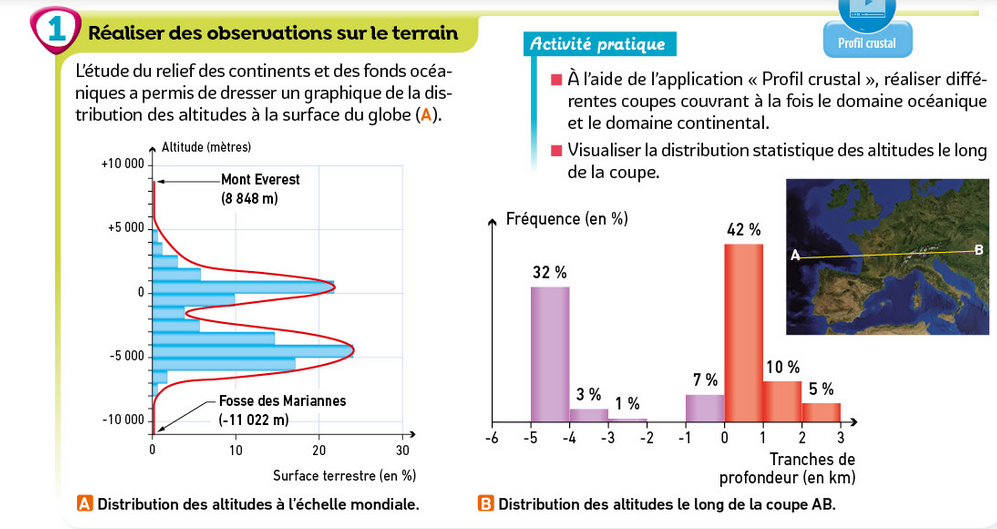 1 Réaliser des observations sur le terrain
L'étude du relief des continents et des fonds océa-
niques a permis de dresser un graphique de la dis-
tribution des altitudes à la surface du globe (A).
Altitude (mètres)
+10 000
Mont Everest
(8 848 m)
+5 000
0
-5 000
Fosse des Mariannes
(-11 022 m)
-10 000
0 10 20 30
Surface terrestre (en %)
A Distribution des altitudes à l'échelle mondiale.
Profil crustal
Activité pratique
À l'aide de l'application « Profil crustal », réaliser diffé-
rentes coupes couvrant à la fois le domaine océanique
et le domaine continental.
Visualiser la distribution statistique des altitudes le long
de la coupe.
Fréquence (en %)
32 %
3 %
1 %
7 %
42 %
10 %
5 %
-6 -5 -4 -3 -2 -1 0 1 2 3
Tranches de
profondeur (en km)
A
B
B Distribution des altitudes le long de la coupe AB.